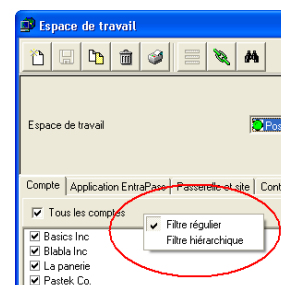 Espace de travail
Espace de travail
Pos
Compte Application EntraPass Passerelle et site Cont
Tous les comptes
Filtre régulier
Filtre hiérarchique
Basics Inc
Blabla Inc
La panerie
Pastek Co.